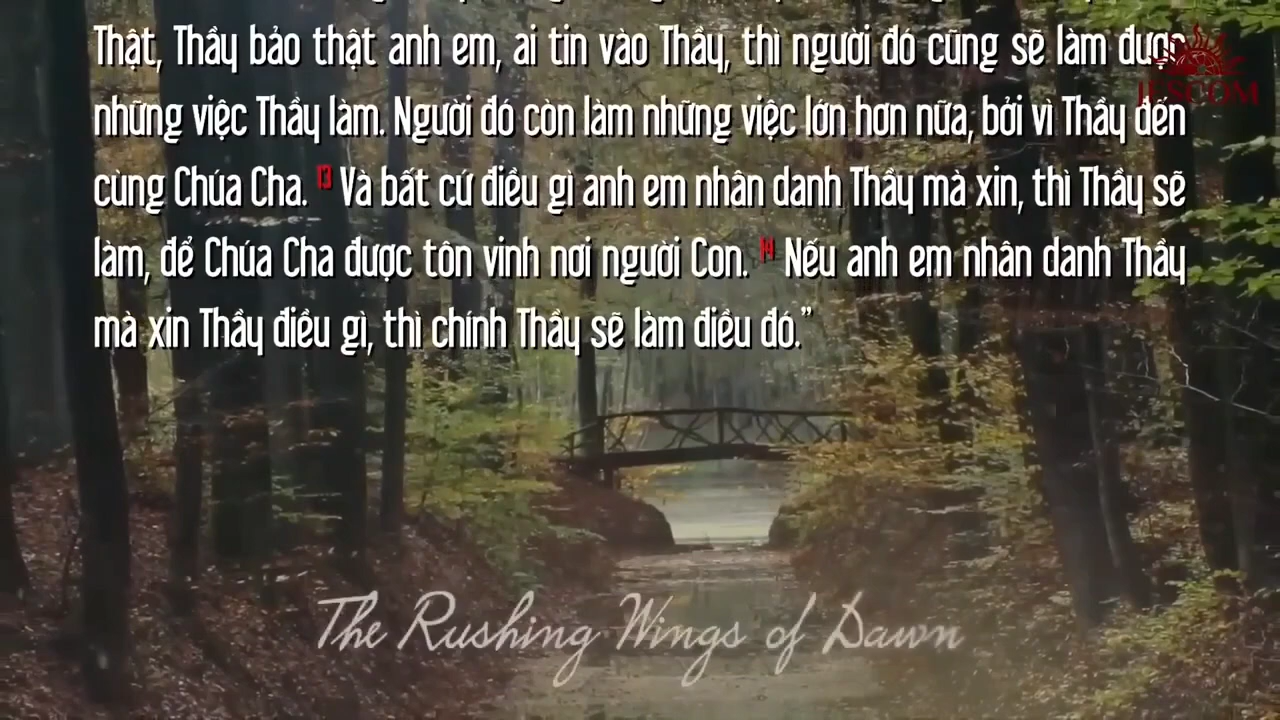 Thật, Thầy bảo thật anh em, ai tin vào Thầy, thì người đó cũng sẽ làm được
JESCOM
những việc Thầy làm. Người đó còn làm những việc lớn hơn nữa, bởi vì Thầy đến
cùng Chúa Cha. 13 Và bất cứ điều gì anh em nhân danh Thầy mà xin, thì Thầy sẽ
làm, để Chúa Cha được tôn vinh nơi người Con. 14 Nếu anh em nhân danh Thầy
mà xin Thầy điều gì, thì chính Thầy sẽ làm điều đó.”
The Rushing Wings of Dawn